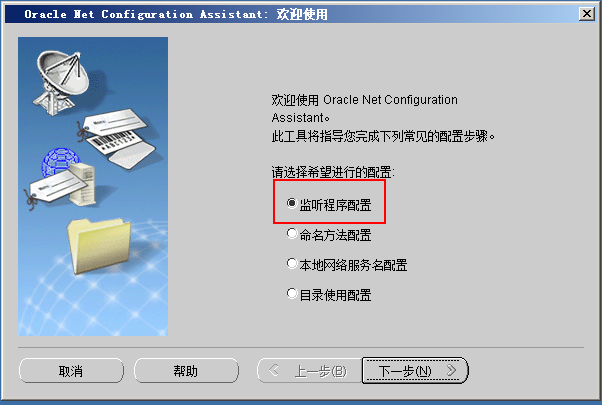 Oracle Net Configuration Assistant: 欢迎使用
欢迎使用 Oracle Net Configuration
Assistant。
此工具将指导您完成下列常见的配置步骤。
请选择希望进行的配置:
监听程序配置
命名方法配置
本地网络服务名配置
目录使用配置
取消
帮助
上一步(B)
下一步(N)